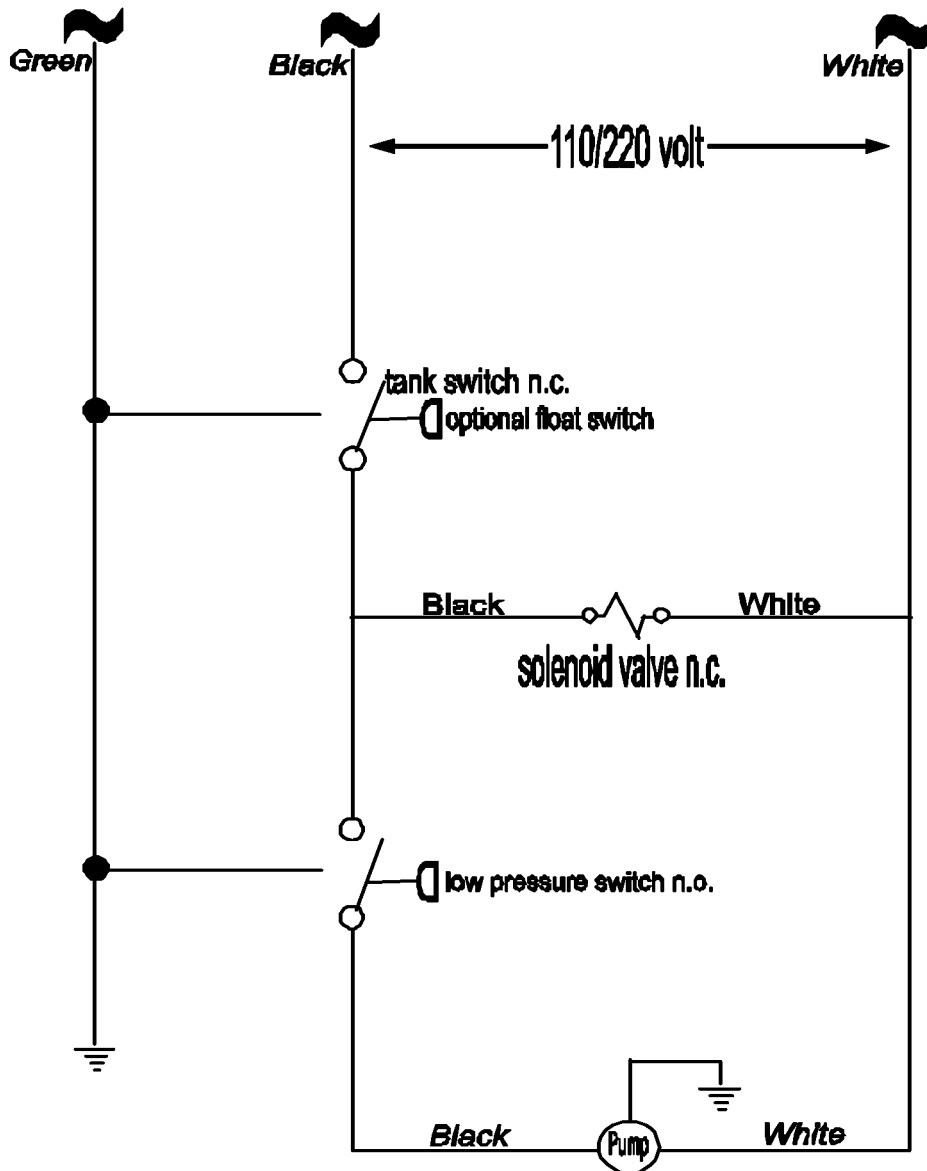 Green
Black
White
110/220 volt
tank switch n.c.
optional float switch
Black
White
solenoid valve n.c.
low pressure switch n.o.
Black
Pump
White